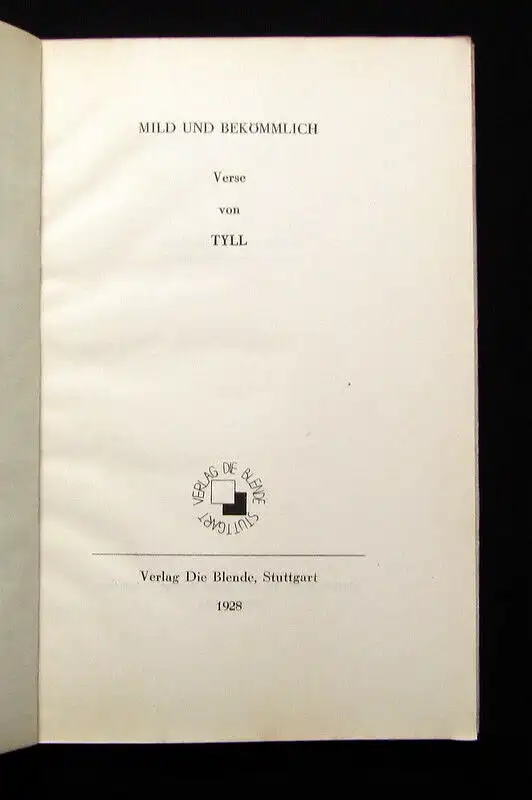 MILD UND BEKÖMMLICH
Verse
von
TYLL
VERLAG DIE BLENDE STUTTGART
Verlag Die Blende, Stuttgart
1928